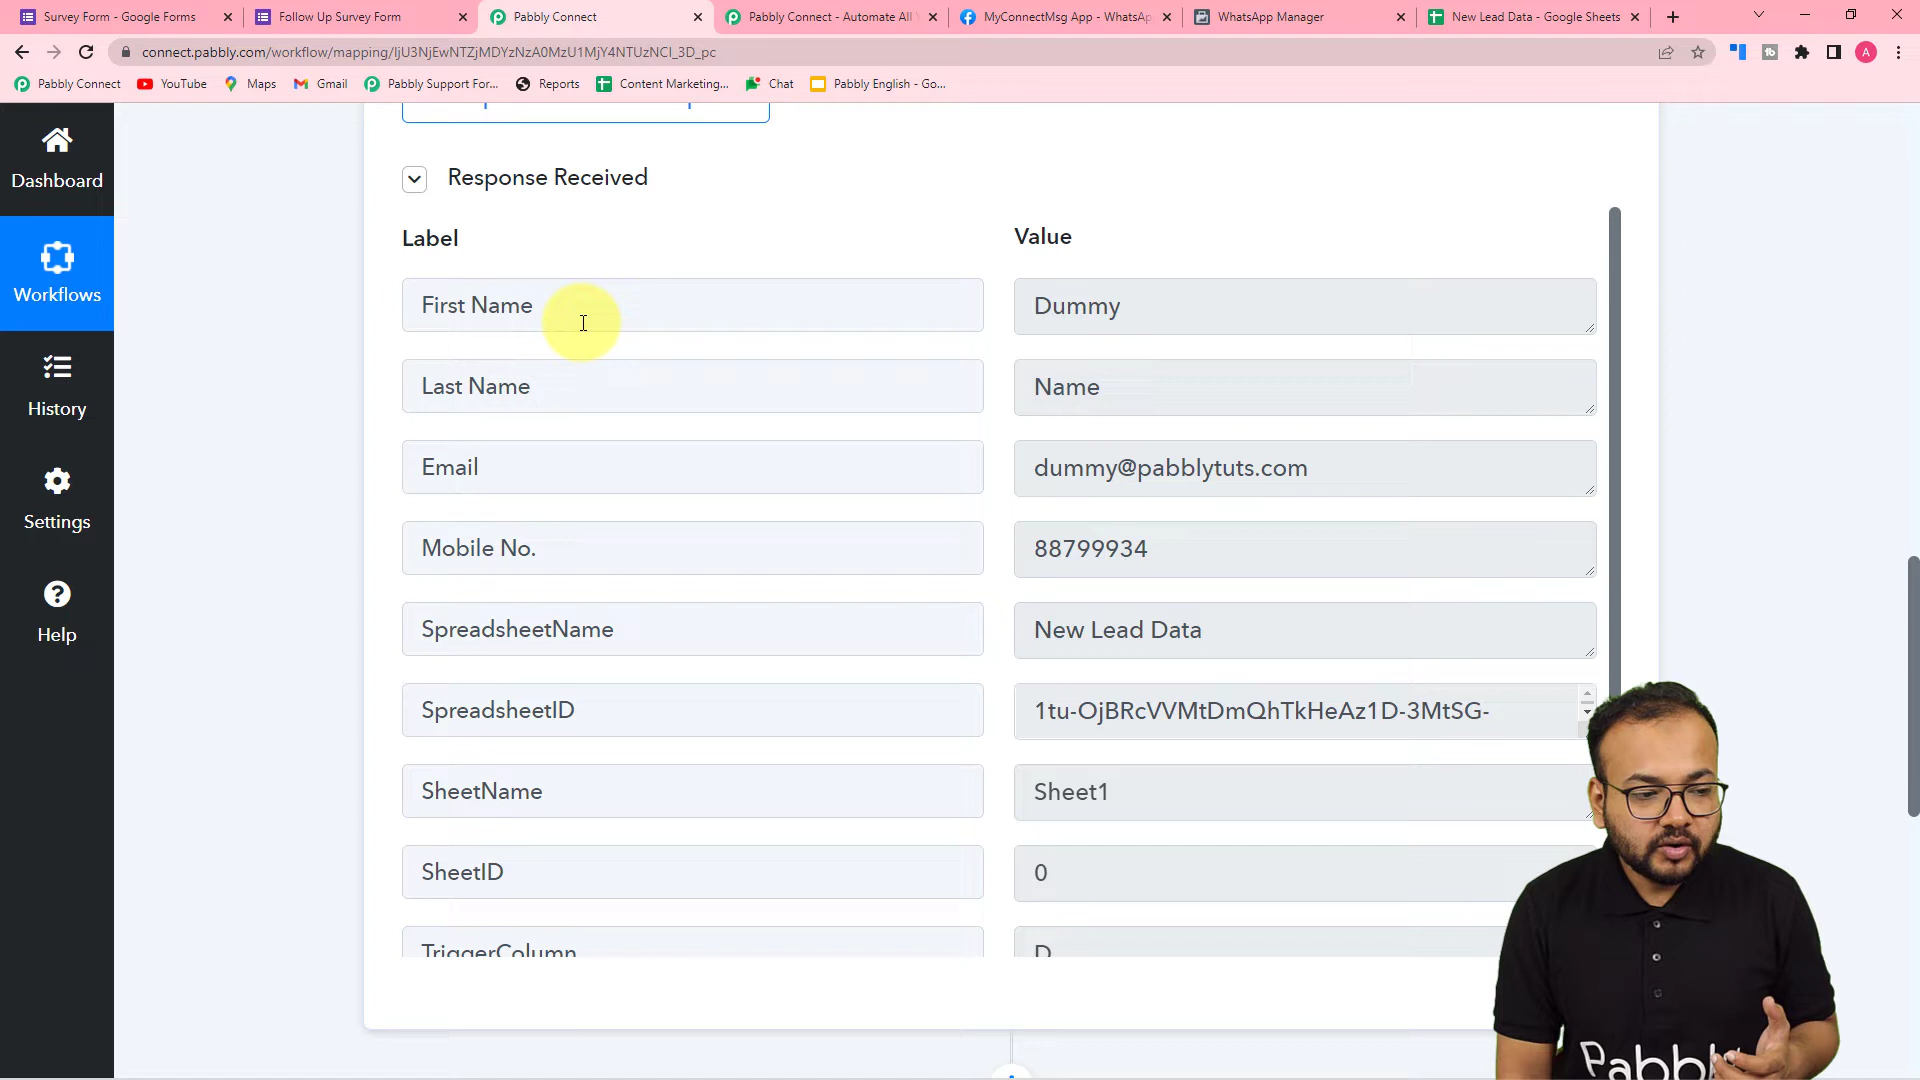 Survey Form - Google Forms
Follow Up Survey Form
Pabbly Connect
Pabbly Connect - Automate All
MyConnectMsg App - WhatsAp
WhatsApp Manager
New Lead Data - Google Sheets
connect.pabbly.com/workflow/mapping/IjU3NjEwNTZjMDYzNzA0MzU1MjY4NTUzNCI_3D_pc
A
Pabbly Connect
YouTube
Maps
Gmail
Pabbly Support For...
Reports
Content Marketing...
Chat
Pabbly English - Go...
Dashboard
Workflows
History
Settings
Help
Response Received
Label
Value
First Name
Dummy
Last Name
Name
Email
dummy@pabblytuts.com
Mobile No.
88799934
SpreadsheetName
New Lead Data
SpreadsheetID
1tu-OjBRcVVMtDmQhTkHeAz1D-3MtSG-
SheetName
Sheet1
SheetID
0
TriggerColumn
D
Pabbly